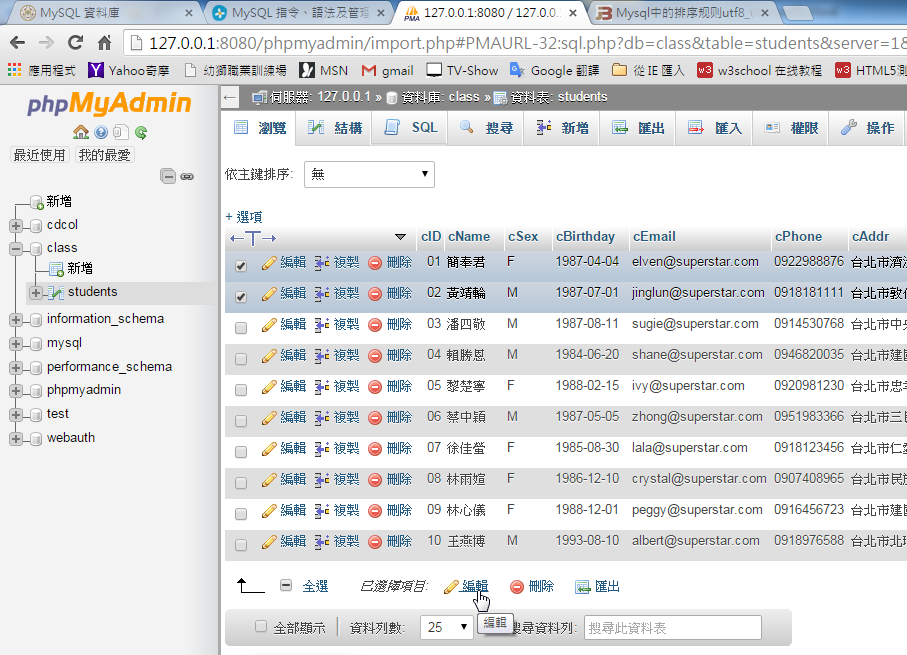 MySQL 資料庫
MySQL 指令、語法及管理
127.0.0.1:8080 / 127.0.0.
Mysql中的排序规则utf8_
127.0.0.1:8080/phpmyadmin/import.php#PMAURL-32:sql.php?db=class&table=students&server=1&
應用程式 Yahoo奇摩 幼獅職業訓練場 MSN gmail TV-Show Google 翻譯 從 IE 匯入 w3school 在线教程 HTML5測
phpMyAdmin
最近使用 我的最愛
新增
cdcol
class
新增
students
information_schema
mysql
performance_schema
phpmyadmin
test
webauth
伺服器: 127.0.0.1 » 資料庫: class » 資料表: students
瀏覽 結構 SQL 搜尋 新增 匯出 匯入 權限 操作
依主鍵排序: 無
+ 選項
cID cName cSex cBirthday cEmail cPhone cAddr
編輯 複製 刪除 01 簡奉君 F 1987-04-04 elven@superstar.com 0922988876 台北市濟
編輯 複製 刪除 02 黃靖輪 M 1987-07-01 jinglun@superstar.com 0918181111 台北市敦
編輯 複製 刪除 03 潘四敬 M 1987-08-11 sugie@superstar.com 0914530768 台北市中
編輯 複製 刪除 04 賴勝恩 M 1984-06-20 shane@superstar.com 0946820035 台北市建
編輯 複製 刪除 05 黎楚寧 F 1988-02-15 ivy@superstar.com 0920981230 台北市忠
編輯 複製 刪除 06 蔡中穎 M 1987-05-05 zhong@superstar.com 0951983366 台北市三
編輯 複製 刪除 07 徐佳螢 F 1985-08-30 lala@superstar.com 0918123456 台北市仁
編輯 複製 刪除 08 林雨媗 F 1986-12-10 crystal@superstar.com 0907408965 台北市民
編輯 複製 刪除 09 林心儀 F 1988-12-01 peggy@superstar.com 0916456723 台北市建
編輯 複製 刪除 10 王燕博 M 1993-08-10 albert@superstar.com 0918976588 台北市北
全選 已選擇項目: 編輯 刪除 匯出
全部顯示 資料列數: 25 編輯 搜尋資料列: 搜尋此資料表